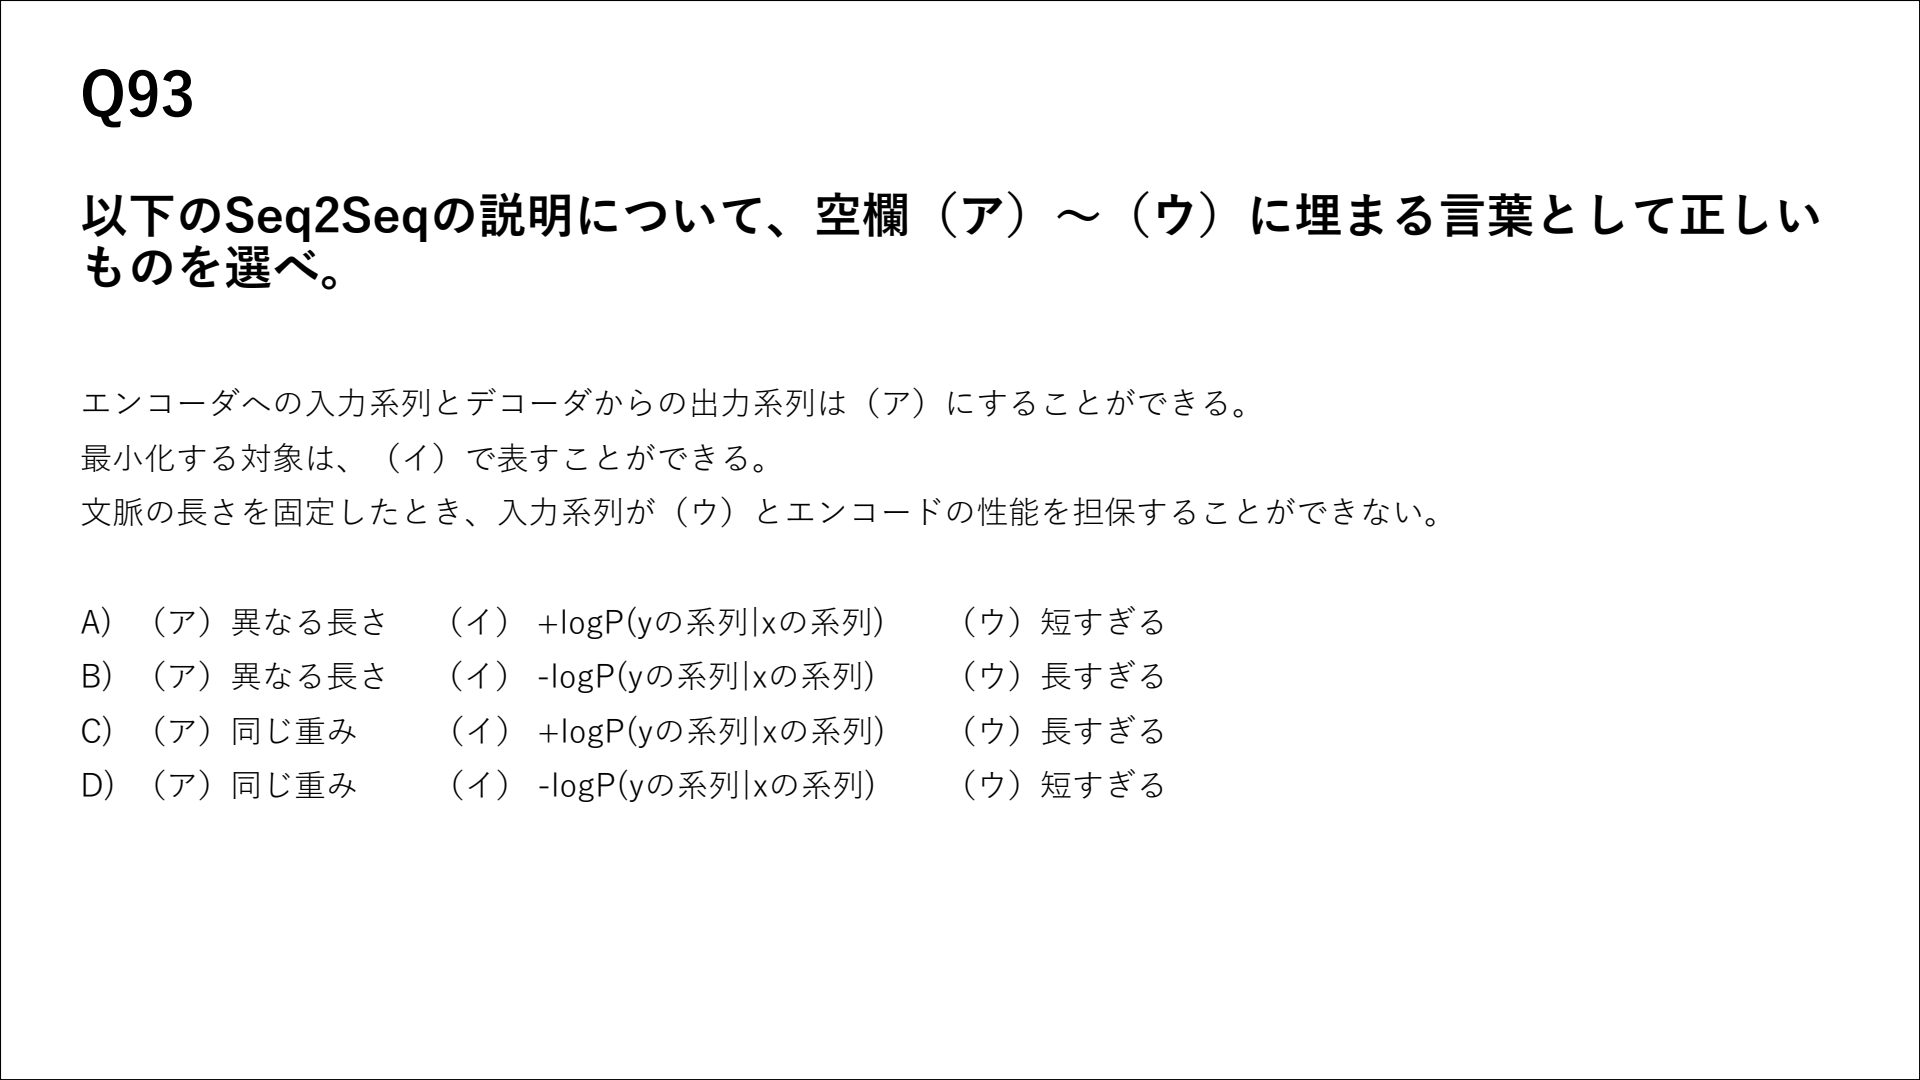 Q93
以下のSeq2Seqの説明について、空欄（ア）～（ウ）に埋まる言葉として正しい
ものを選べ。
エンコーダへの入力系列とデコーダからの出力系列は（ア）にすることができる。
最小化する対象は、（イ）で表すことができる。
文脈の長さを固定したとき、入力系列が（ウ）とエンコードの性能を担保することができない。
A) （ア）異なる長さ （イ） +logP(yの系列|xの系列) （ウ）短すぎる
B) （ア）異なる長さ （イ） -logP(yの系列|xの系列) （ウ）長すぎる
C) （ア）同じ重み （イ） +logP(yの系列|xの系列) （ウ）長すぎる
D) （ア）同じ重み （イ） -logP(yの系列|xの系列) （ウ）短すぎる